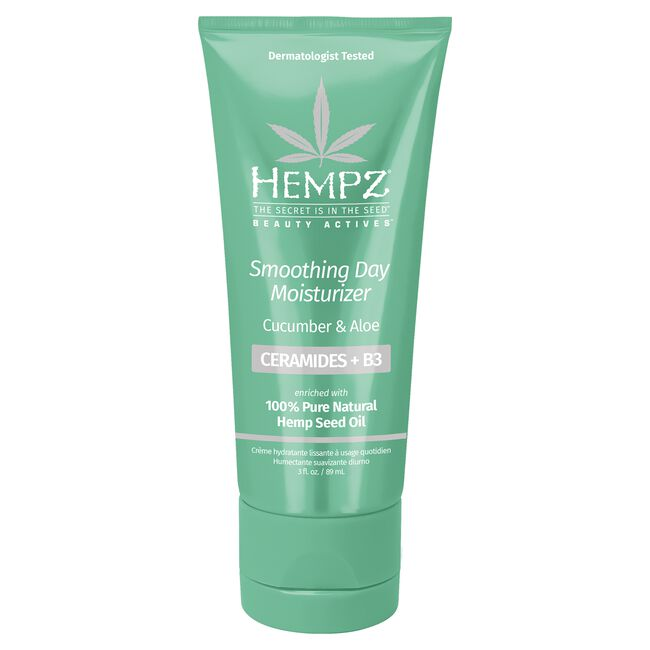 Dermatologist Tested
HEMPZ®
THE SECRET IS IN THE SEED®
BEAUTY ACTIVES™
Smoothing Day
Moisturizer
Cucumber & Aloe
CERAMIDES + B3
enriched with
100% Pure Natural
Hemp Seed Oil
Crème hydratante lissante à usage quotidien
Humectante suavizante diurno
3 fl. oz. / 89 mL